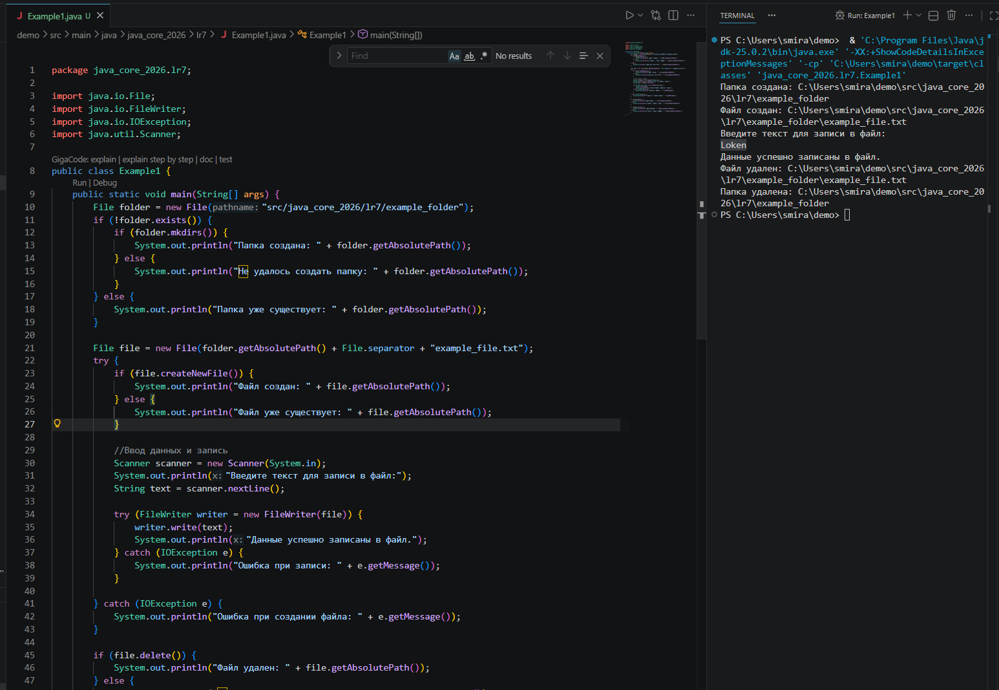 Example1.java U
demo > src > main > java > java_core_2026 > lr7 > Example1.java > Example1 > main(String[])
Find
Aa ab .* No results
1 package java_core_2026.lr7;
2
3 import java.io.File;
4 import java.io.FileWriter;
5 import java.io.IOException;
6 import java.util.Scanner;
7
GigaCode: explain | explain step by step | doc | test
8 public class Example1 {
Run | Debug
9 public static void main(String[] args) {
10 File folder = new File(pathname: "src/java_core_2026/lr7/example_folder");
11 if (!folder.exists()) {
12 if (folder.mkdirs()) {
13 System.out.println("Папка создана: " + folder.getAbsolutePath());
14 } else {
15 System.out.println("Не удалось создать папку: " + folder.getAbsolutePath());
16 }
17 } else {
18 System.out.println("Папка уже существует: " + folder.getAbsolutePath());
19 }
20
21 File file = new File(folder.getAbsolutePath() + File.separator + "example_file.txt");
22 try {
23 if (file.createNewFile()) {
24 System.out.println("Файл создан: " + file.getAbsolutePath());
25 } else {
26 System.out.println("Файл уже существует: " + file.getAbsolutePath());
27 }
28
29 //Ввод данных и запись
30 Scanner scanner = new Scanner(System.in);
31 System.out.println(x: "Введите текст для записи в файл:");
32 String text = scanner.nextLine();
33
34 try (FileWriter writer = new FileWriter(file)) {
35 writer.write(text);
36 System.out.println(x: "Данные успешно записаны в файл.");
37 } catch (IOException e) {
38 System.out.println("Ошибка при записи: " + e.getMessage());
39 }
40
41 } catch (IOException e) {
42 System.out.println("Ошибка при создании файла: " + e.getMessage());
43 }
44
45 if (file.delete()) {
46 System.out.println("Файл удален: " + file.getAbsolutePath());
47 } else {
TERMINAL
Run: Example1
PS C:\Users\smira\demo> & 'C:\Program Files\Java\j
dk-25.0.2\bin\java.exe' '-XX:+ShowCodeDetailsInExce
ptionMessages' '-cp' 'C:\Users\smira\demo\target\cl
asses' 'java_core_2026.lr7.Example1'
Папка создана: C:\Users\smira\demo\src\java_core_20
26\lr7\example_folder
Файл создан: C:\Users\smira\demo\src\java_core_2026
\lr7\example_folder\example_file.txt
Введите текст для записи в файл:
Loken
Данные успешно записаны в файл.
Файл удален: C:\Users\smira\demo\src\java_core_2026
\lr7\example_folder\example_file.txt
Папка удалена: C:\Users\smira\demo\src\java_core_20
26\lr7\example_folder
PS C:\Users\smira\demo>